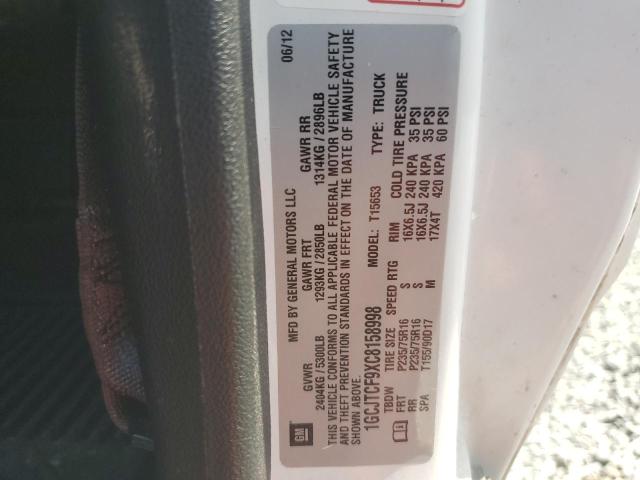 GM
MFD BY GENERAL MOTORS LLC 06/12
GVWR GAWR FRT GAWR RR
2404KG / 5300LB 1293KG / 2850LB 1314KG / 2896LB
THIS VEHICLE CONFORMS TO ALL APPLICABLE FEDERAL MOTOR VEHICLE SAFETY
AND THEFT PREVENTION STANDARDS IN EFFECT ON THE DATE OF MANUFACTURE
SHOWN ABOVE.
1GCJTCF9XC8158998 MODEL: T15653 TYPE: TRUCK
TBDW TIRE SIZE SPEED RTG RIM COLD TIRE PRESSURE
FRT P235/75R16 S 16X6.5J 240 KPA 35 PSI
RR P235/75R16 S 16X6.5J 240 KPA 35 PSI
SPA T155/90D17 M 17X4T 420 KPA 60 PSI